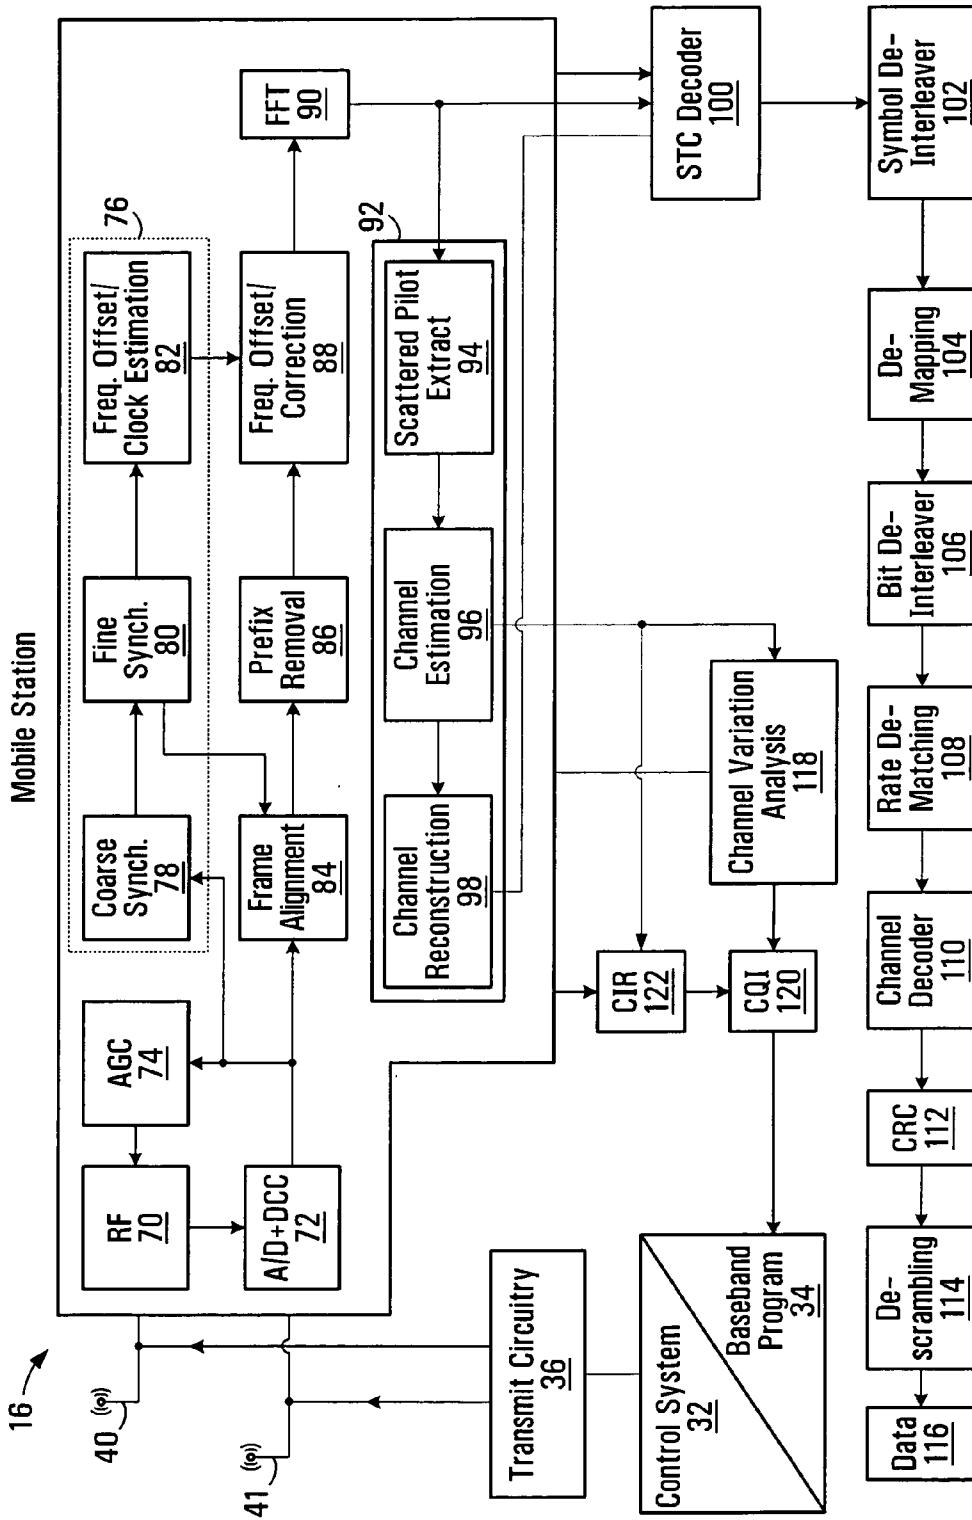 Mobile Station
16
40
41
RF
70
AGC
74
A/D+DCC
72
76
Coarse
Synch.
78
Fine
Synch.
80
Freq. Offset/
Clock Estimation
82
Frame
Alignment
84
Prefix
Removal
86
Freq. Offset/
Correction
88
FFT
90
92
Scattered Pilot
Extract
94
Channel
Estimation
96
Channel
Reconstruction
98
STC Decoder
100
CIR
122
CQI
120
Channel Variation
Analysis
118
Transmit Circuitry
36
Control System
32
Baseband
Program
34
Symbol De-
Interleaver
102
De-
Mapping
104
Bit De-
Interleaver
106
Rate De-
Matching
108
Channel
Decoder
110
CRC
112
De-
scrambling
114
Data
116